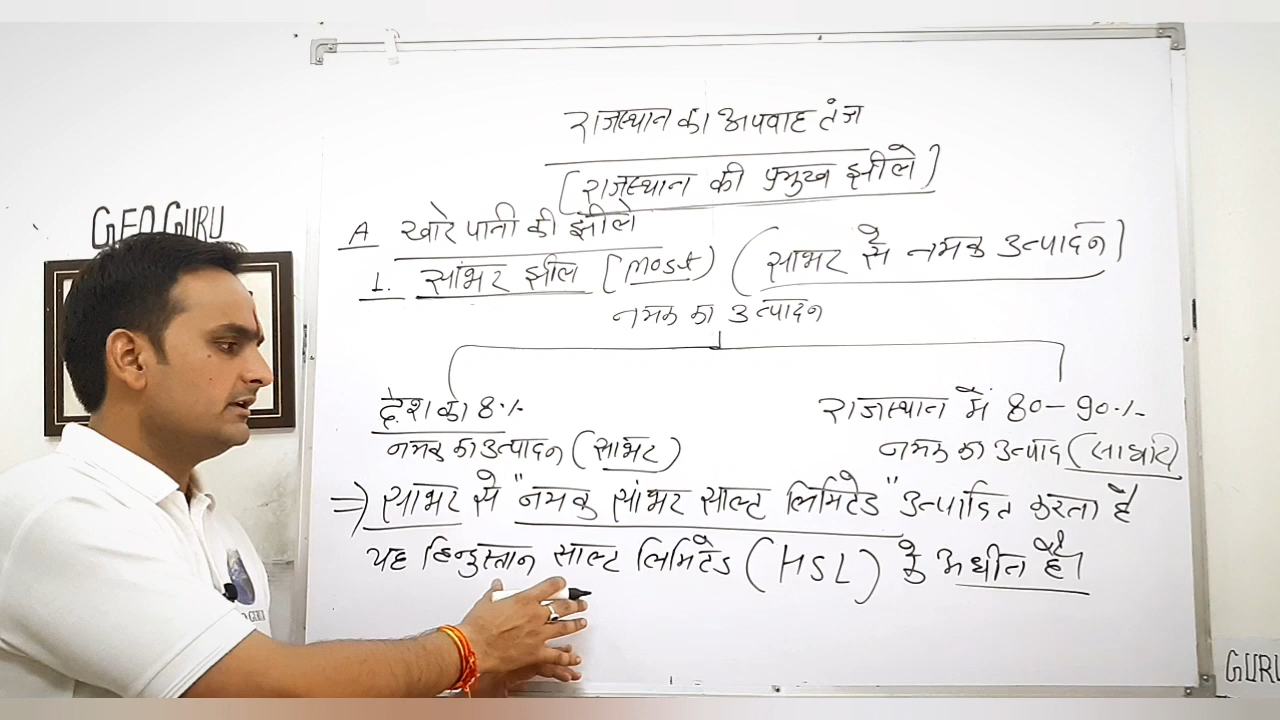 GEO GURU
राजस्थान का अपवाह तंत्र
[राजस्थान की प्रमुख झीले]
A खारे पानी की झीले
1. सांभर झील [most) (साभर से नमक उत्पादन)
नमक का उत्पादन
देश का 8%
नमक का उत्पादन (साभर)
राजस्थान में 80-90%
नमक का उत्पाद (साभार)
=> साभर से "नमक सांभर साल्ट लिमिटेड" उत्पादित करता है
यह हिन्दुस्तान साल्ट लिमिटेड (HSL) के अधीन है।
GURU
GURU